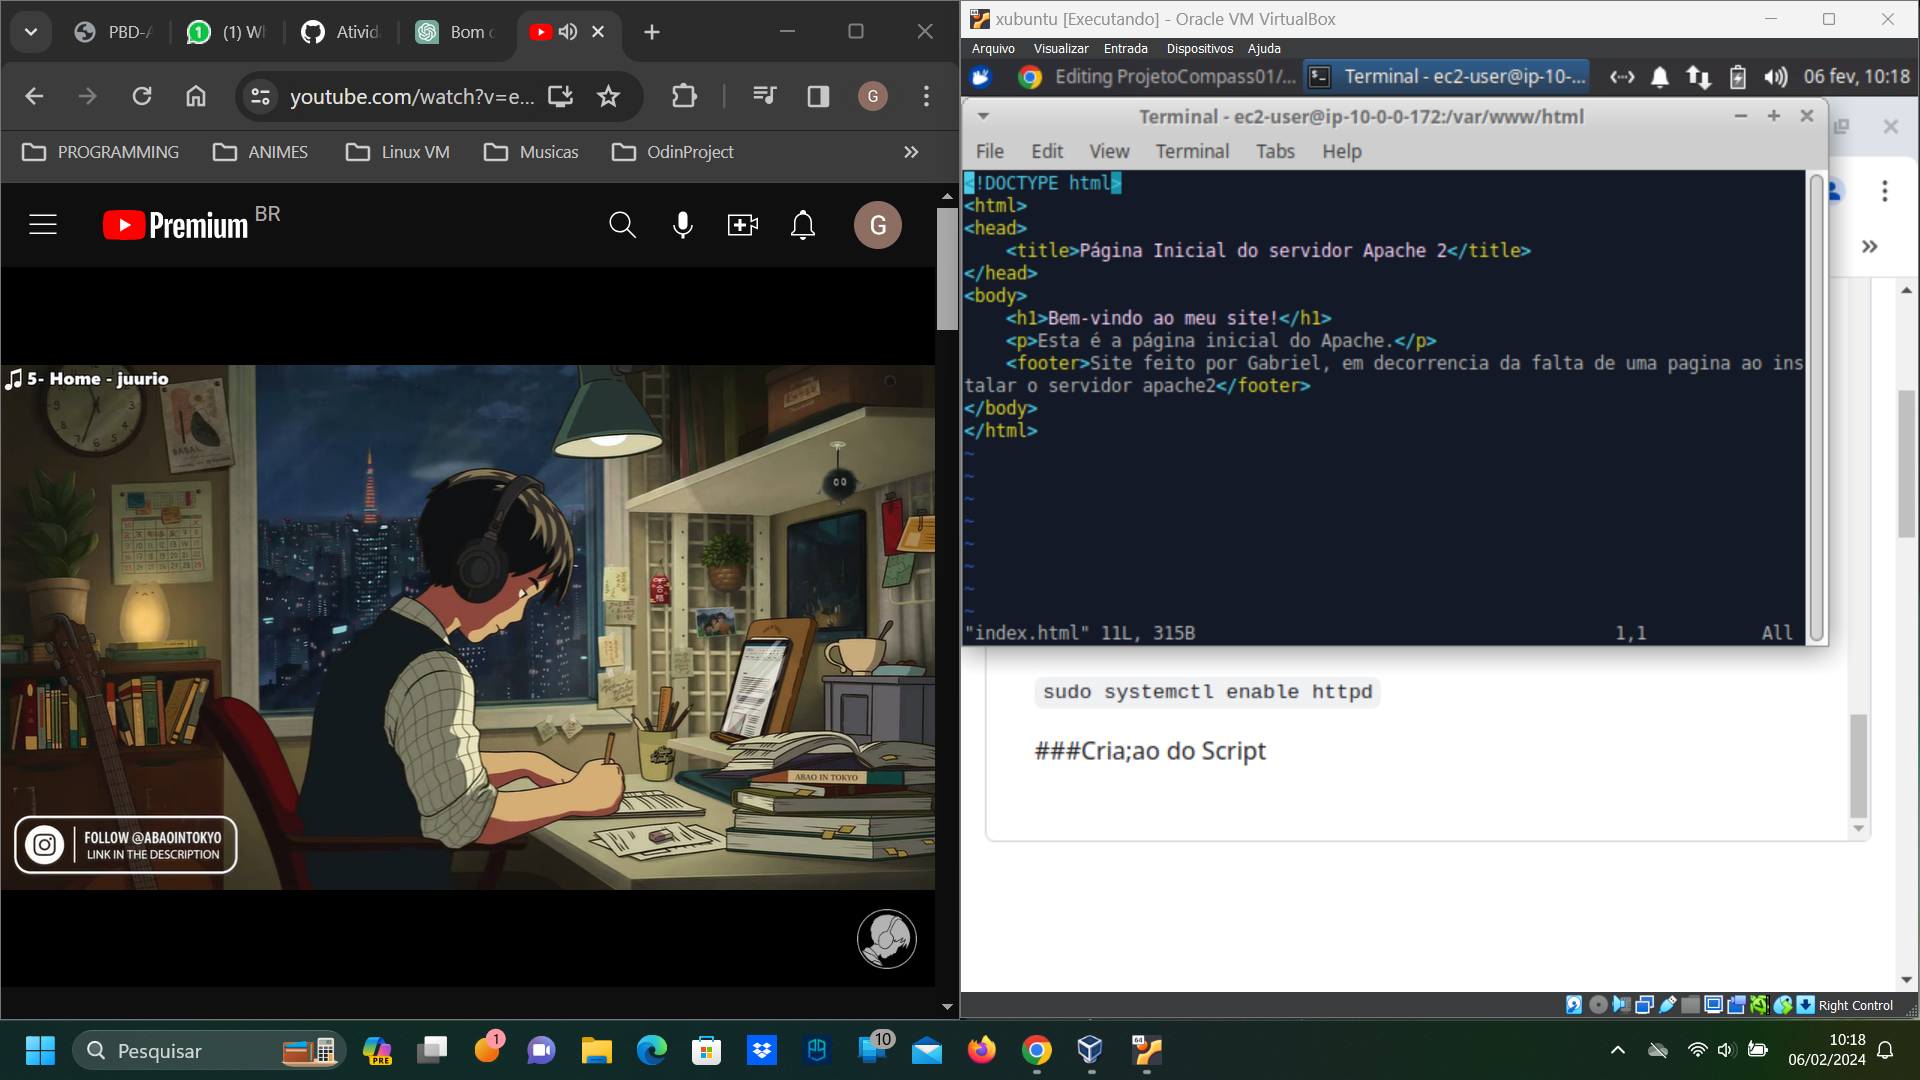 PBD-A
1
(1) Wh
Ativid
Bom d
youtube.com/watch?v=e...
G
PROGRAMMING
ANIMES
Linux VM
Musicas
OdinProject
Premium
BR
G
5- Home - juurio
ABAO IN TOKYO
FOLLOW @ABAOINTOKYO
LINK IN THE DESCRIPTION
xubuntu [Executando] - Oracle VM VirtualBox
Arquivo Visualizar Entrada Dispositivos Ajuda
Editing ProjetoCompass01/...
Terminal - ec2-user@ip-10-...
06 fev, 10:18
Terminal - ec2-user@ip-10-0-0-172:/var/www/html
File Edit View Terminal Tabs Help
<!DOCTYPE html>
<html>
<head>
<title>Página Inicial do servidor Apache 2</title>
</head>
<body>
<h1>Bem-vindo ao meu site!</h1>
<p>Esta é a página inicial do Apache.</p>
<footer>Site feito por Gabriel, em decorrencia da falta de uma pagina ao ins
talar o servidor apache2</footer>
</body>
</html>
~
~
~
~
~
~
~
~
"index.html" 11L, 315B 1,1 All
sudo systemctl enable httpd
###Cria;ao do Script
Right Control
Pesquisar
PRE
1
10
64
10:18
06/02/2024